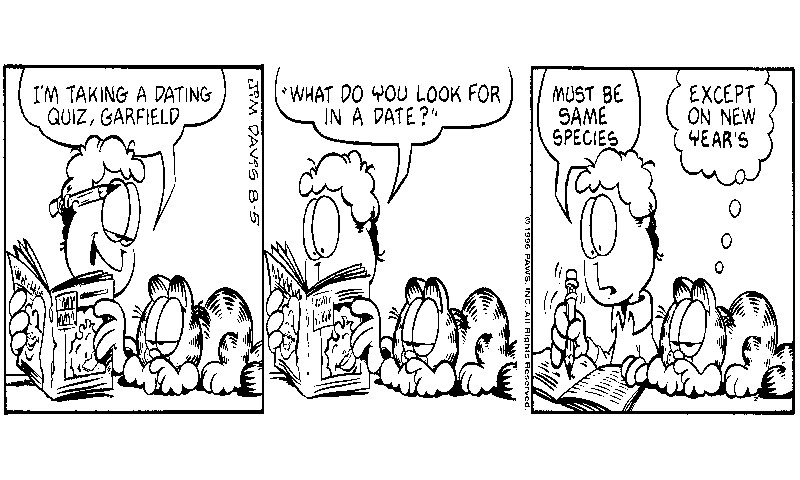 I'M TAKING A DATING
QUIZ, GARFIELD
JIM DAVIS 8-5
"WHAT DO YOU LOOK FOR
IN A DATE?"
© 1996 PAWS, INC. All Rights Reserved.
MUST BE
SAME
SPECIES
EXCEPT
ON NEW
YEAR'S